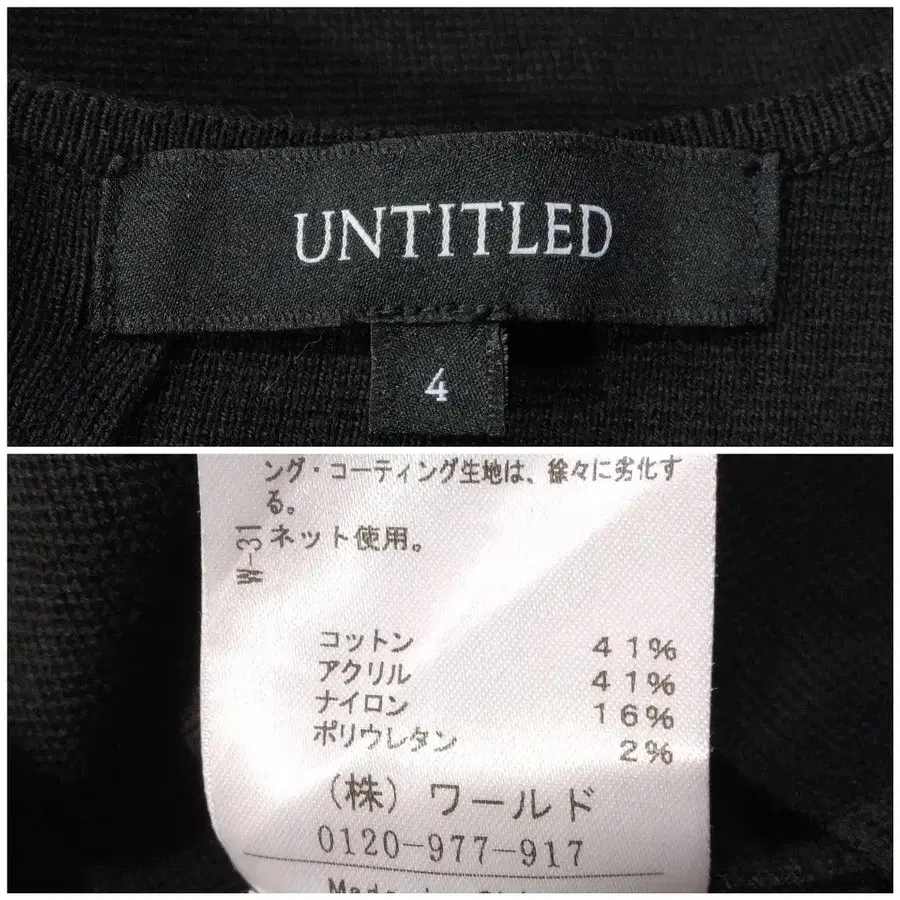 UNTITLED
4
ング・コーティング生地は、徐々に劣化す
る。
ネット使用。
W-31
コットン 41%
アクリル 41%
ナイロン 16%
ポリウレタン 2%
(株) ワールド
0120-977-917
Made in